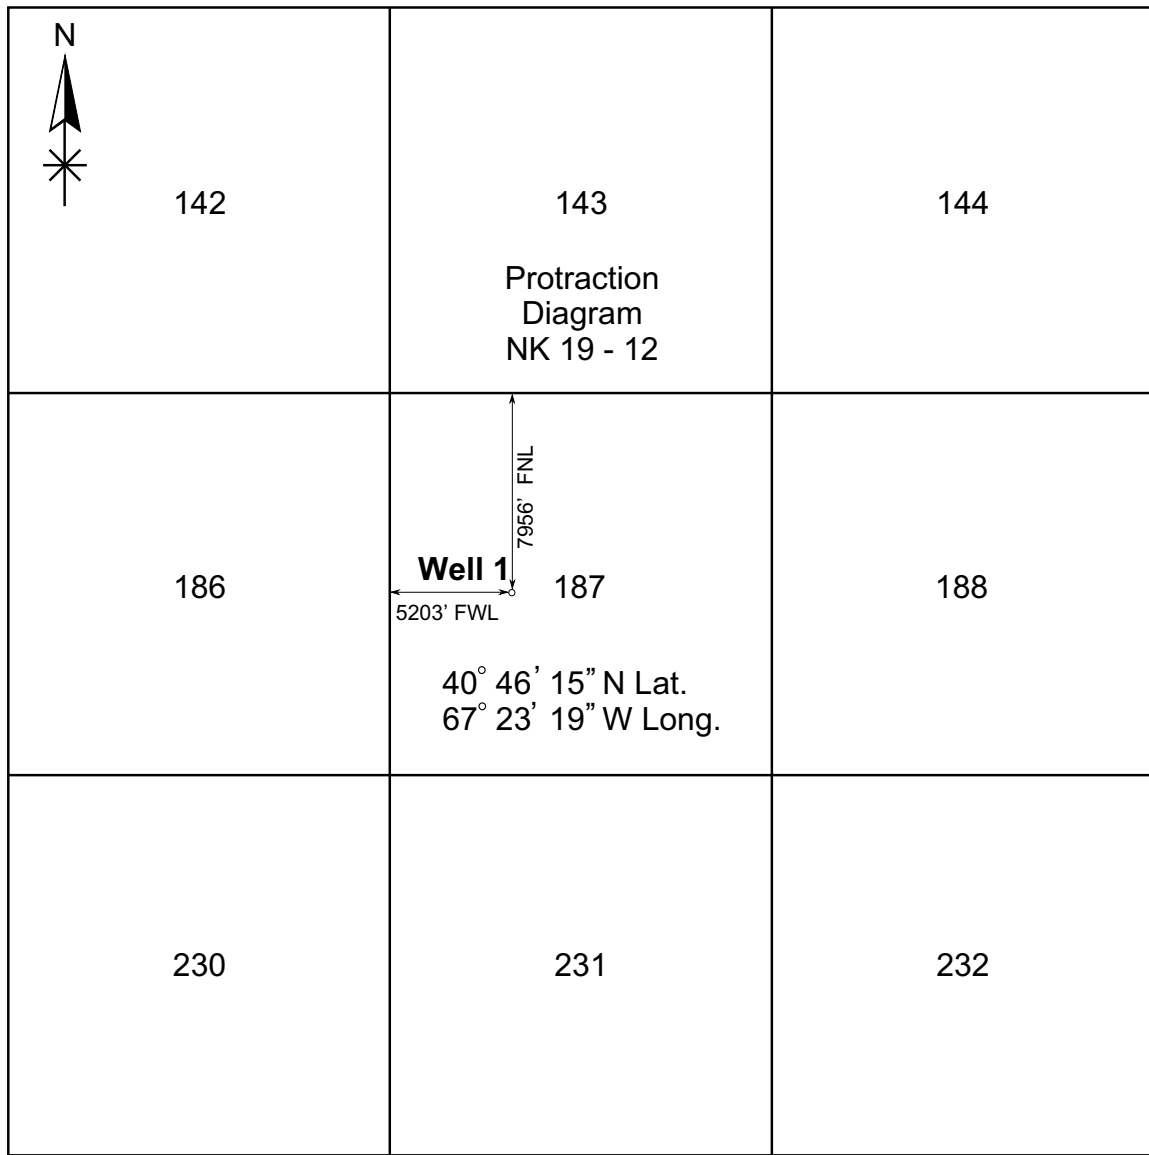 N
142
143
144
Protraction
Diagram
NK 19 - 12
7956’ FNL
Well 1
186
187
188
5203’ FWL
40° 46’ 15” N Lat.
67° 23’ 19” W Long.
230
231
232